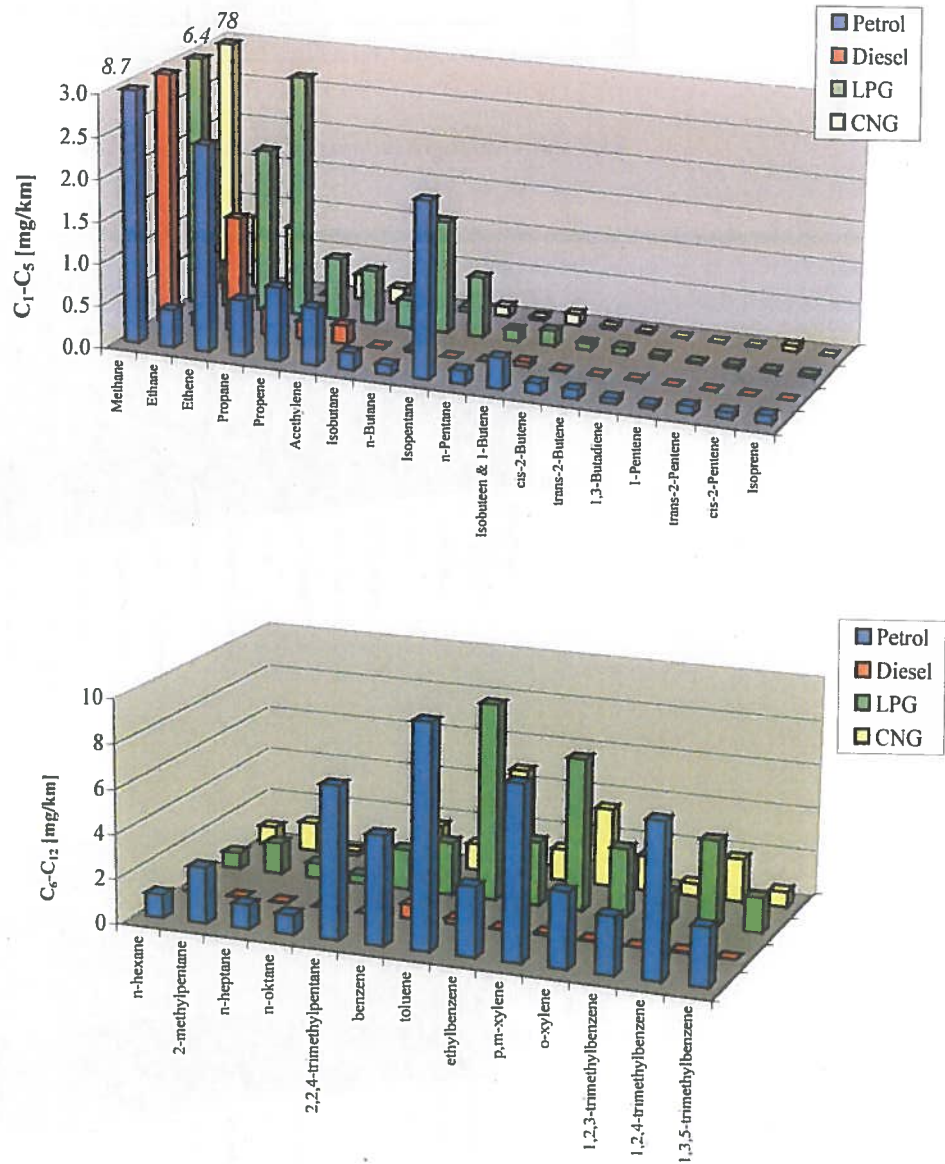 8.7
6.4
78
Petrol
Diesel
LPG
CNG
C₁-C₅ [mg/km]
3.0
2.5
2.0
1.5
1.0
0.5
0.0
Methane
Ethane
Ethene
Propane
Propene
Acethylene
Isobutane
n-Butane
Isopentane
n-Pentane
Isobuteen & 1-Butene
cis-2-Butene
trans-2-Butene
1,3-Butadiene
1-Pentene
trans-2-Pentene
cis-2-Pentene
Isoprene
Petrol
Diesel
LPG
CNG
C₆-C₁₂ [mg/km]
10
8
6
4
2
0
n-hexane
2-methylpentane
n-heptane
n-oktane
2,2,4-trimethylpentane
benzene
toluene
ethylbenzene
p,m-xylene
o-xylene
1,2,3-trimethylbenzene
1,2,4-trimethylbenzene
1,3,5-trimethylbenzene